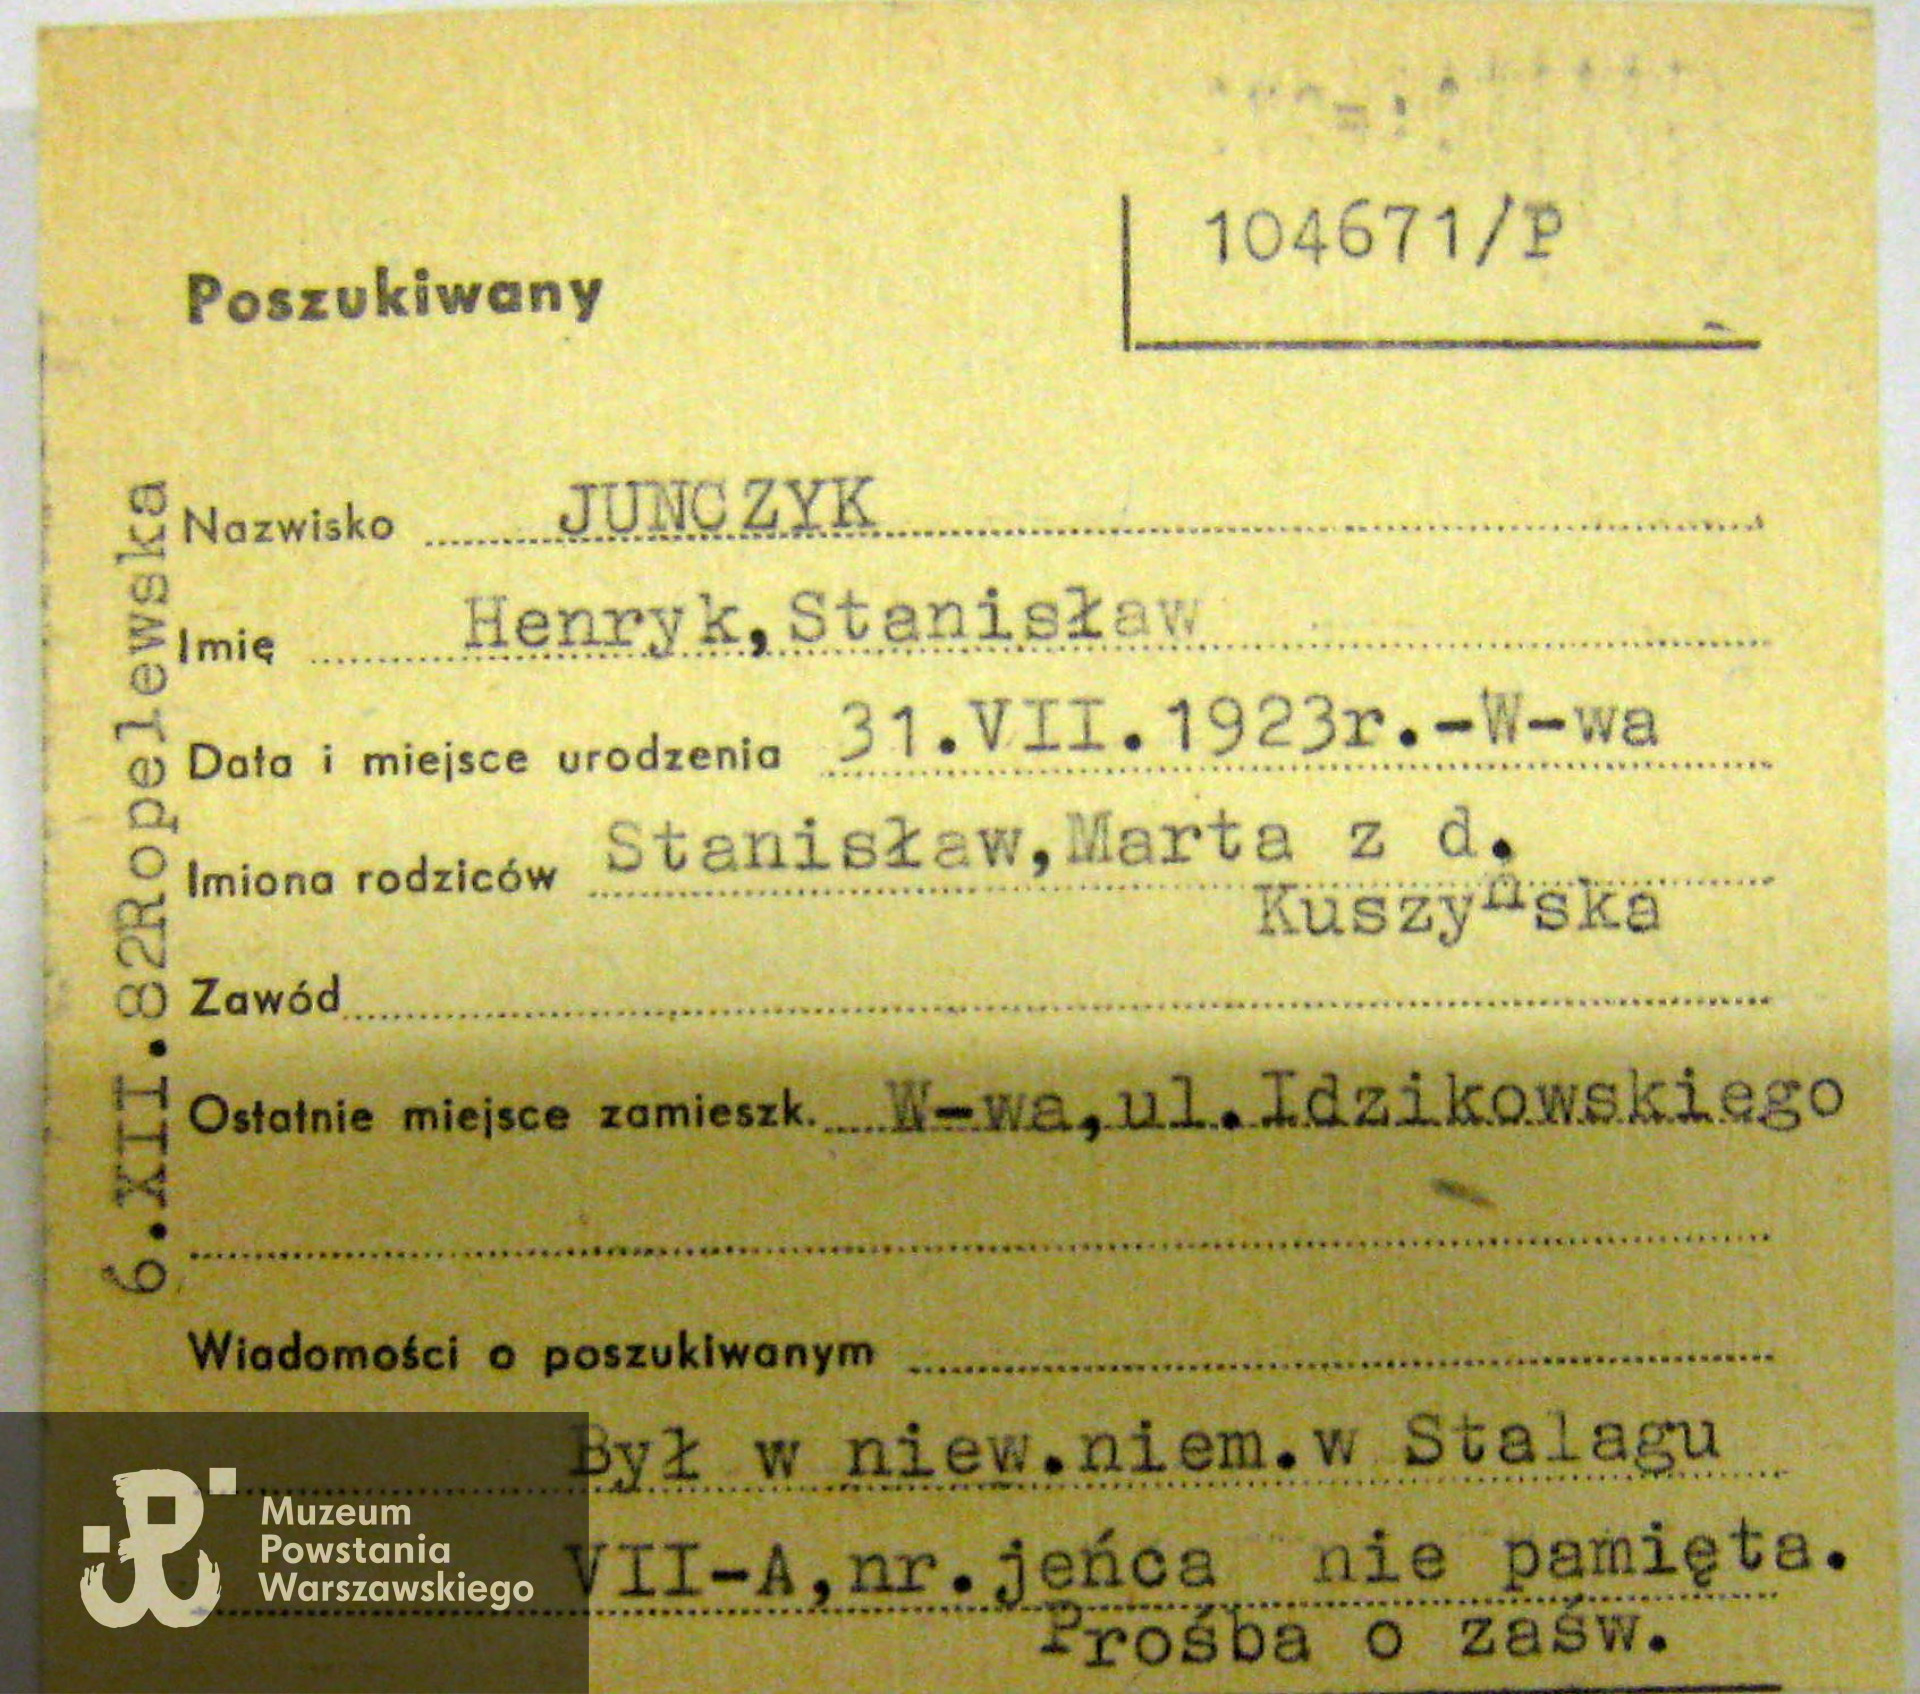 104671/P
Poszukiwany
Nazwisko JUNCZYK
Imię Henryk,Stanisław
Data i miejsce urodzenia 31.VII.1923r.-W-wa
Imiona rodziców Stanisław,Marta z d.
Kuszyńska
Zawód
Ostatnie miejsce zamieszk. W-wa,ul.Idzikowskiego
Wiadomości o poszukiwanym
Był w niew.niem.w Stalagu
VII-A,nr.jeńca nie pamięta.
Prośba o zaśw.
6.XII.82Ropelewska
Muzeum
Powstania
Warszawskiego